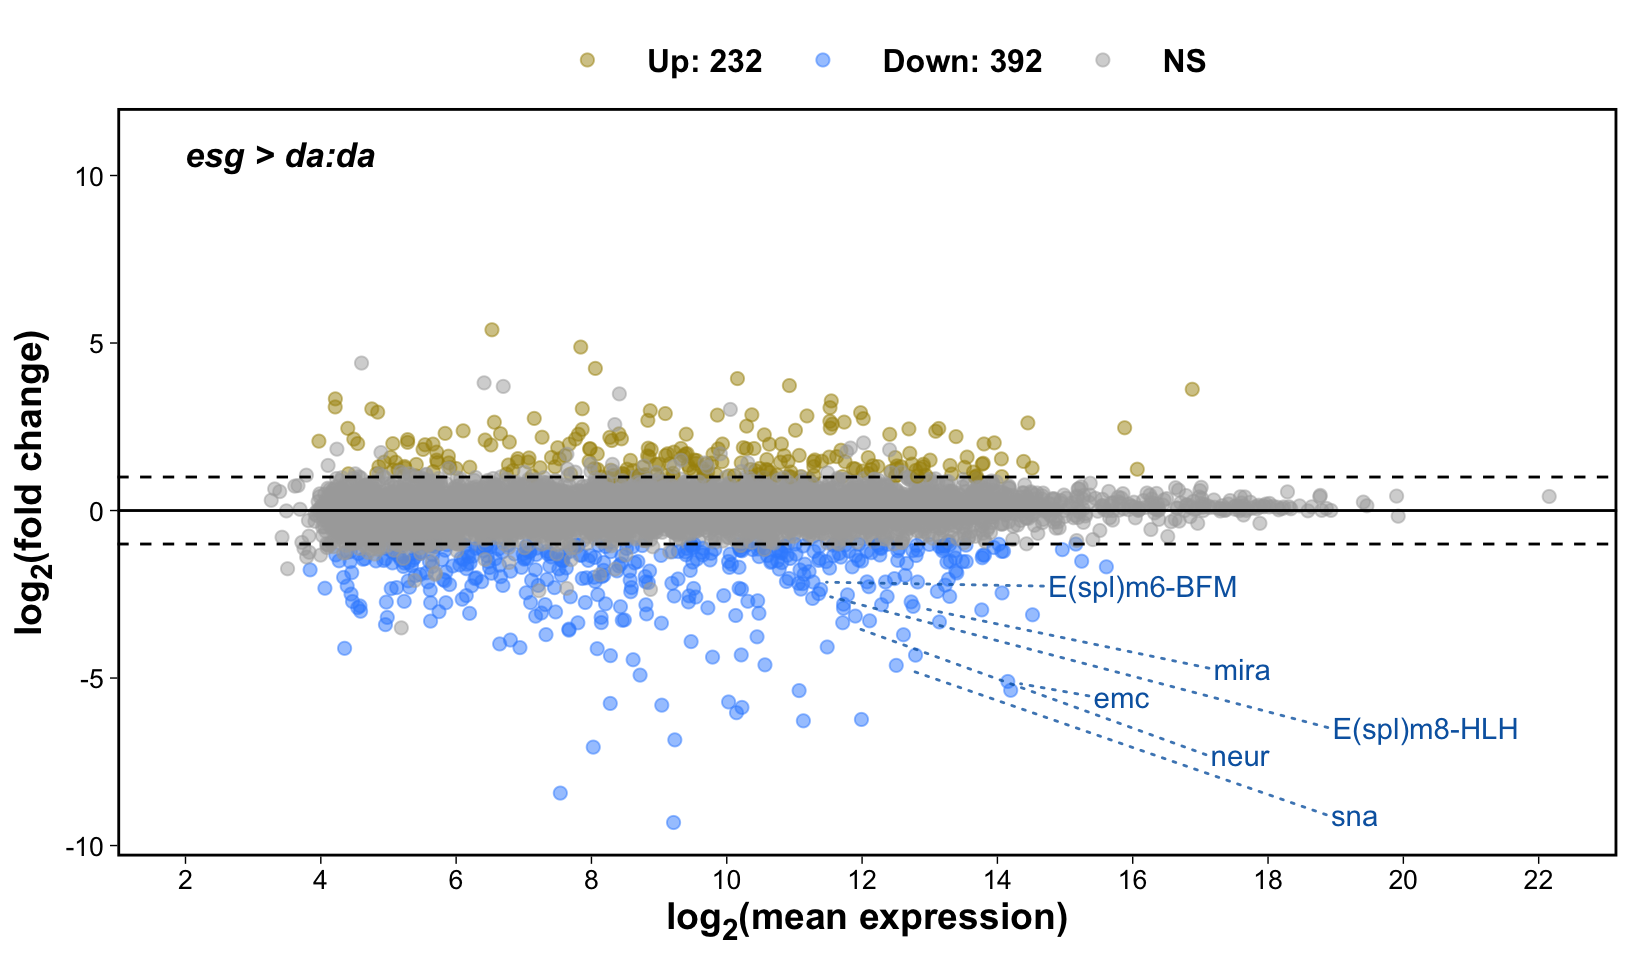 Up: 232 Down: 392 NS
esg > da:da
log2(fold change)
10
5
0
-5
-10
E(spl)m6-BFM
mira
emc
E(spl)m8-HLH
neur
sna
2 4 6 8 10 12 14 16 18 20 22
log2(mean expression)